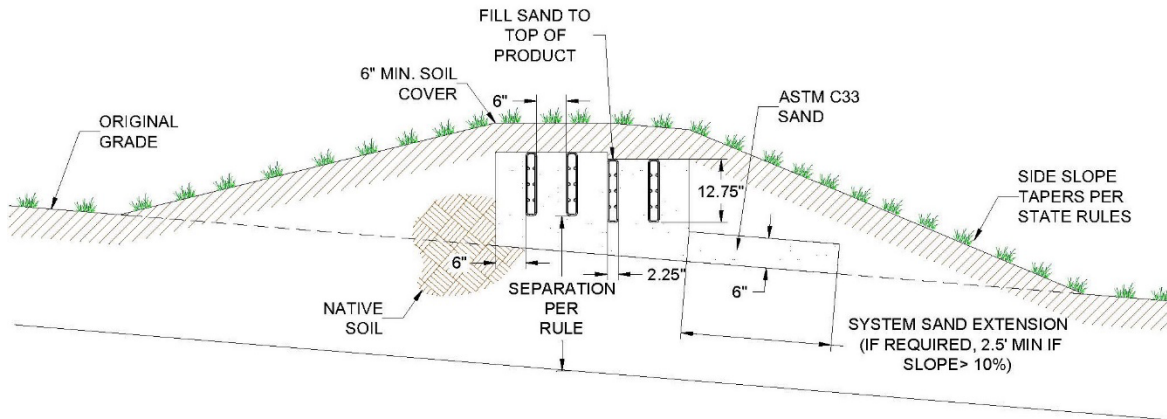 FILL SAND TO
TOP OF
PRODUCT
6" MIN. SOIL
COVER
6"
ASTM C33
SAND
ORIGINAL
GRADE
12.75"
SIDE SLOPE
TAPERS PER
STATE RULES
6"
2.25"
6"
SEPARATION
PER
RULE
NATIVE
SOIL
SYSTEM SAND EXTENSION
(IF REQUIRED, 2.5' MIN IF
SLOPE> 10%)